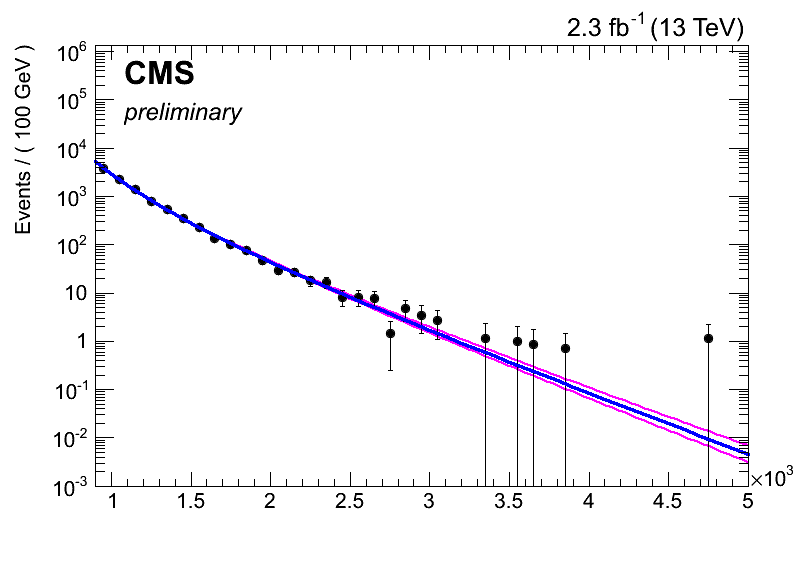 2.3 fb⁻¹ (13 TeV)
CMS
preliminary
Events / ( 100 GeV )
10⁶
10⁵
10⁴
10³
10²
10
1
10⁻¹
10⁻²
10⁻³
1 1.5 2 2.5 3 3.5 4 4.5 5
×10³